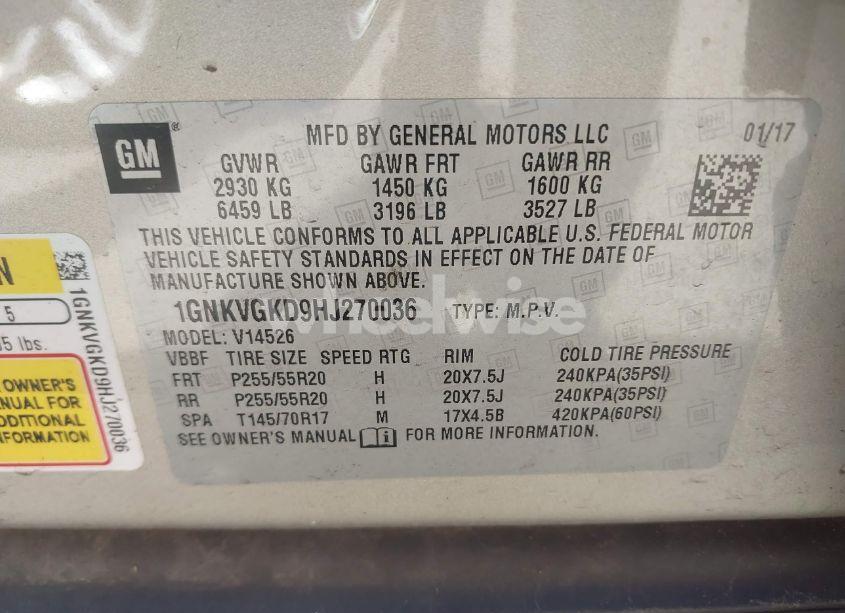 GM
MFD BY GENERAL MOTORS LLC 01/17
GVWR GAWR FRT GAWR RR
2930 KG 1450 KG 1600 KG
6459 LB 3196 LB 3527 LB
THIS VEHICLE CONFORMS TO ALL APPLICABLE U.S. FEDERAL MOTOR
VEHICLE SAFETY STANDARDS IN EFFECT ON THE DATE OF
MANUFACTURE SHOWN ABOVE.
1GNKVGKD9HJ270036 TYPE: M.P.V.
MODEL: V14526
VBBF TIRE SIZE SPEED RTG RIM COLD TIRE PRESSURE
FRT P255/55R20 H 20X7.5J 240KPA(35PSI)
RR P255/55R20 H 20X7.5J 240KPA(35PSI)
SPA T145/70R17 M 17X4.5B 420KPA(60PSI)
SEE OWNER'S MANUAL FOR MORE INFORMATION.
N
5
5 lbs.
OWNER'S
NUAL FOR
DDITIONAL
FORMATION
1GNKVGKD9HJ270036
wheelwise